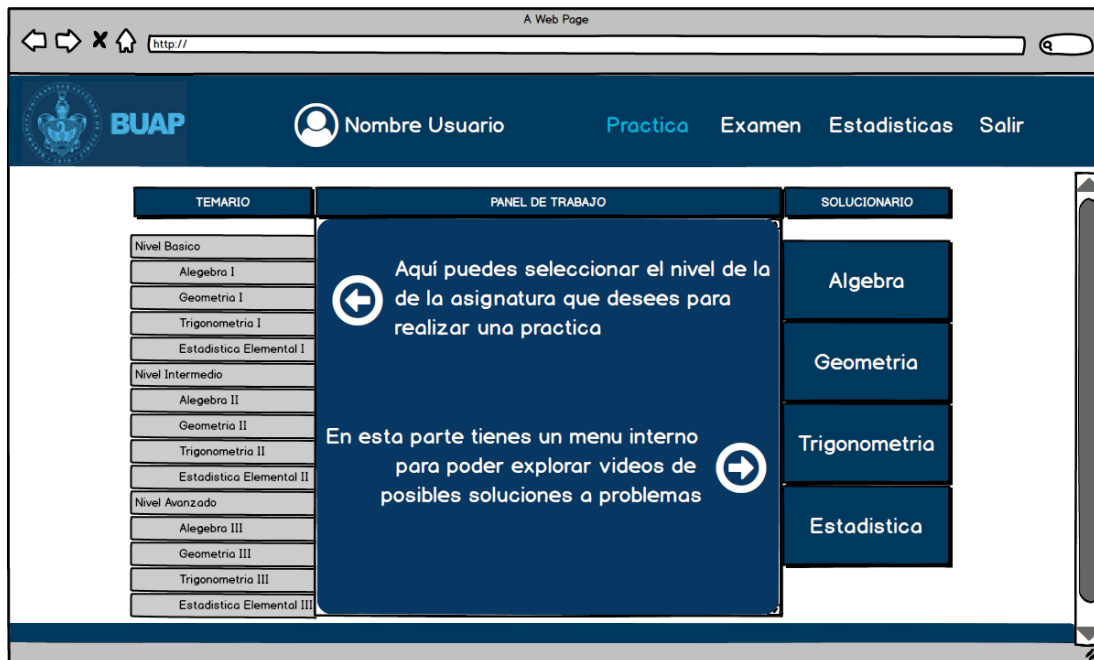 A Web Page
http://
BUAP
Nombre Usuario
Practica
Examen
Estadisticas
Salir
TEMARIO
PANEL DE TRABAJO
SOLUCIONARIO
Nivel Basico
Alegebra I
Geometria I
Trigonometria I
Estadistica Elemental I
Nivel Intermedio
Alegebra II
Geometria II
Trigonometria II
Estadistica Elemental II
Nivel Avanzado
Alegebra III
Geometria III
Trigonometria III
Estadistica Elemental III
Aquí puedes seleccionar el nivel de la
de la asignatura que desees para
realizar una practica
En esta parte tienes un menu interno
para poder explorar videos de
posibles soluciones a problemas
Algebra
Geometria
Trigonometria
Estadistica